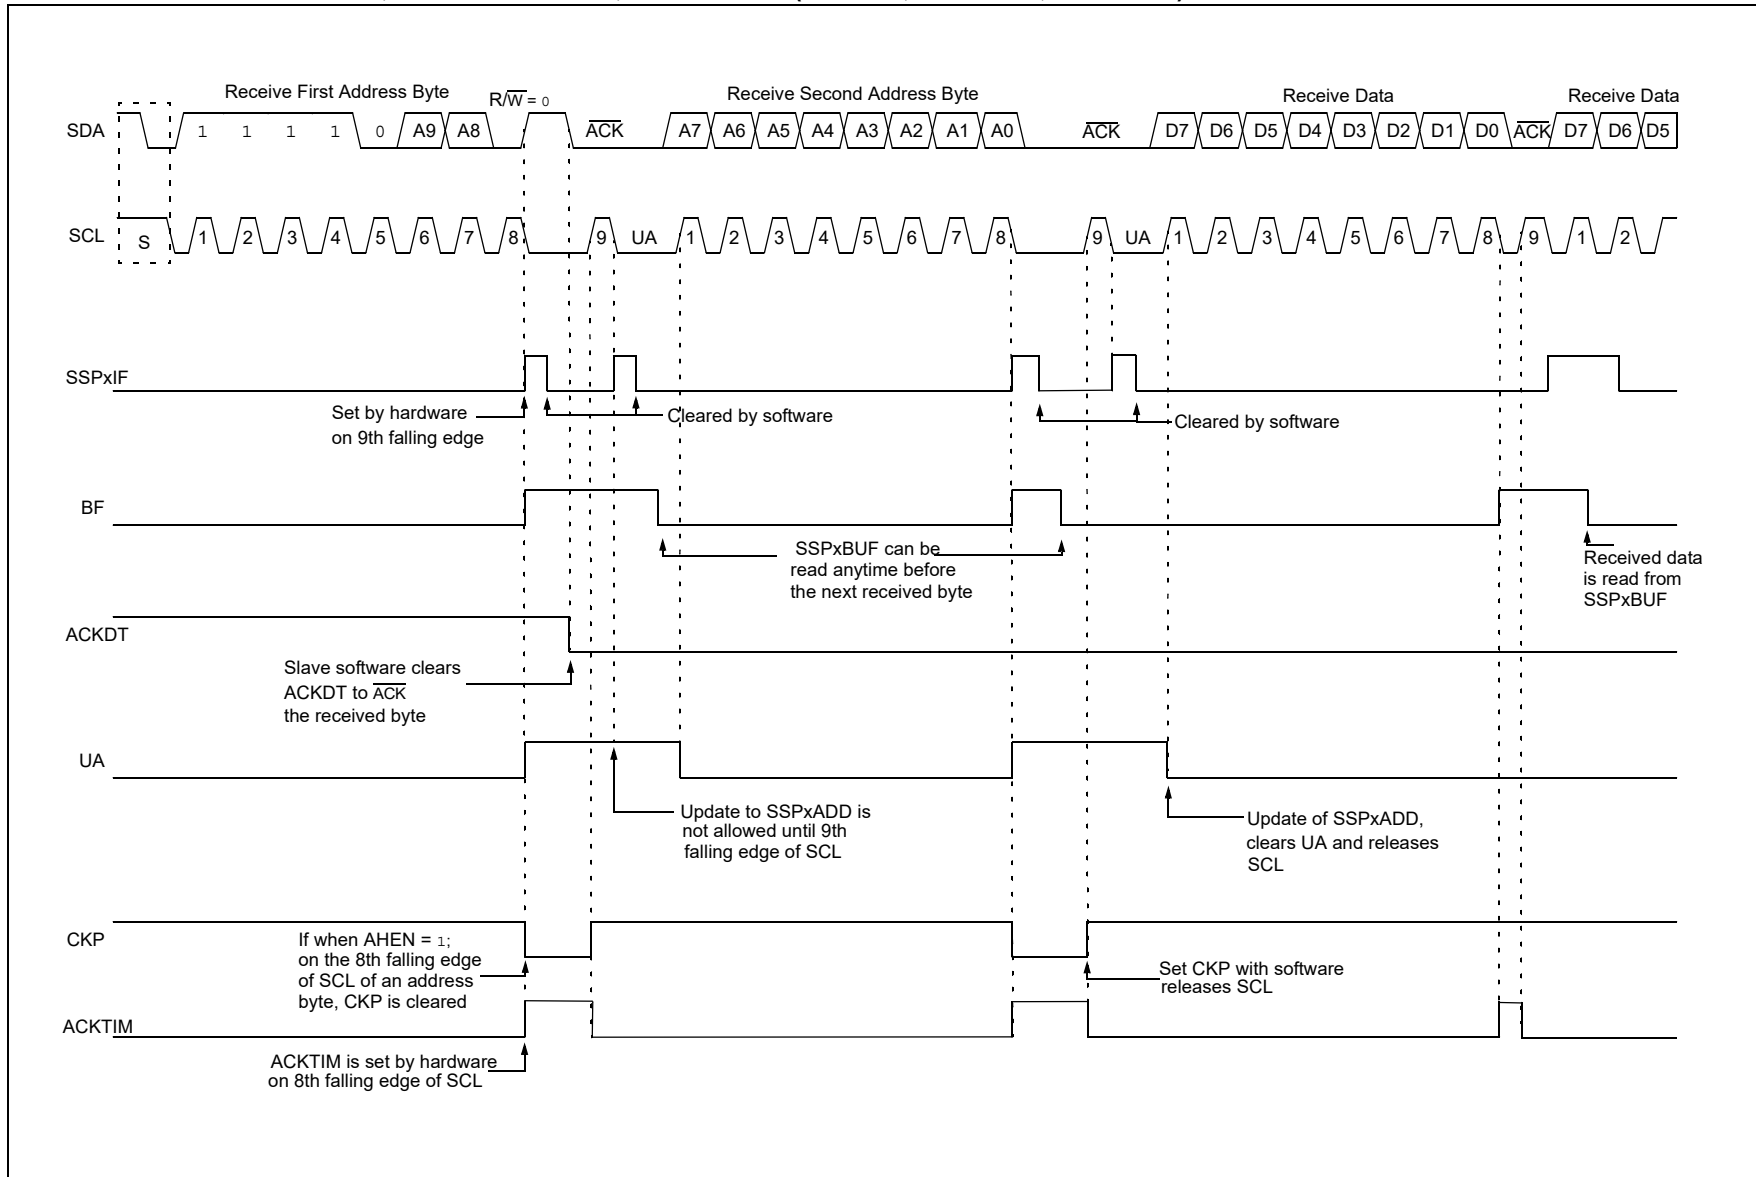 Receive First Address Byte
R/W = 0
Receive Second Address Byte
Receive Data
Receive Data
SDA
1 1 1 1 0 A9 A8
ACK
A7 A6 A5 A4 A3 A2 A1 A0
ACK
D7 D6 D5 D4 D3 D2 D1 D0
ACK
D7 D6 D5
SCL
S
1 2 3 4 5 6 7 8
9 UA
1 2 3 4 5 6 7 8
9 UA
1 2 3 4 5 6 7 8 9
1 2
SSPxIF
Set by hardware
on 9th falling edge
Cleared by software
Cleared by software
BF
SSPxBUF can be
read anytime before
the next received byte
Received data
is read from
SSPxBUF
ACKDT
Slave software clears
ACKDT to ACK
the received byte
UA
Update to SSPxADD is
not allowed until 9th
falling edge of SCL
Update of SSPxADD,
clears UA and releases
SCL
CKP
If when AHEN = 1;
on the 8th falling edge
of SCL of an address
byte, CKP is cleared
Set CKP with software
releases SCL
ACKTIM
ACKTIM is set by hardware
on 8th falling edge of SCL